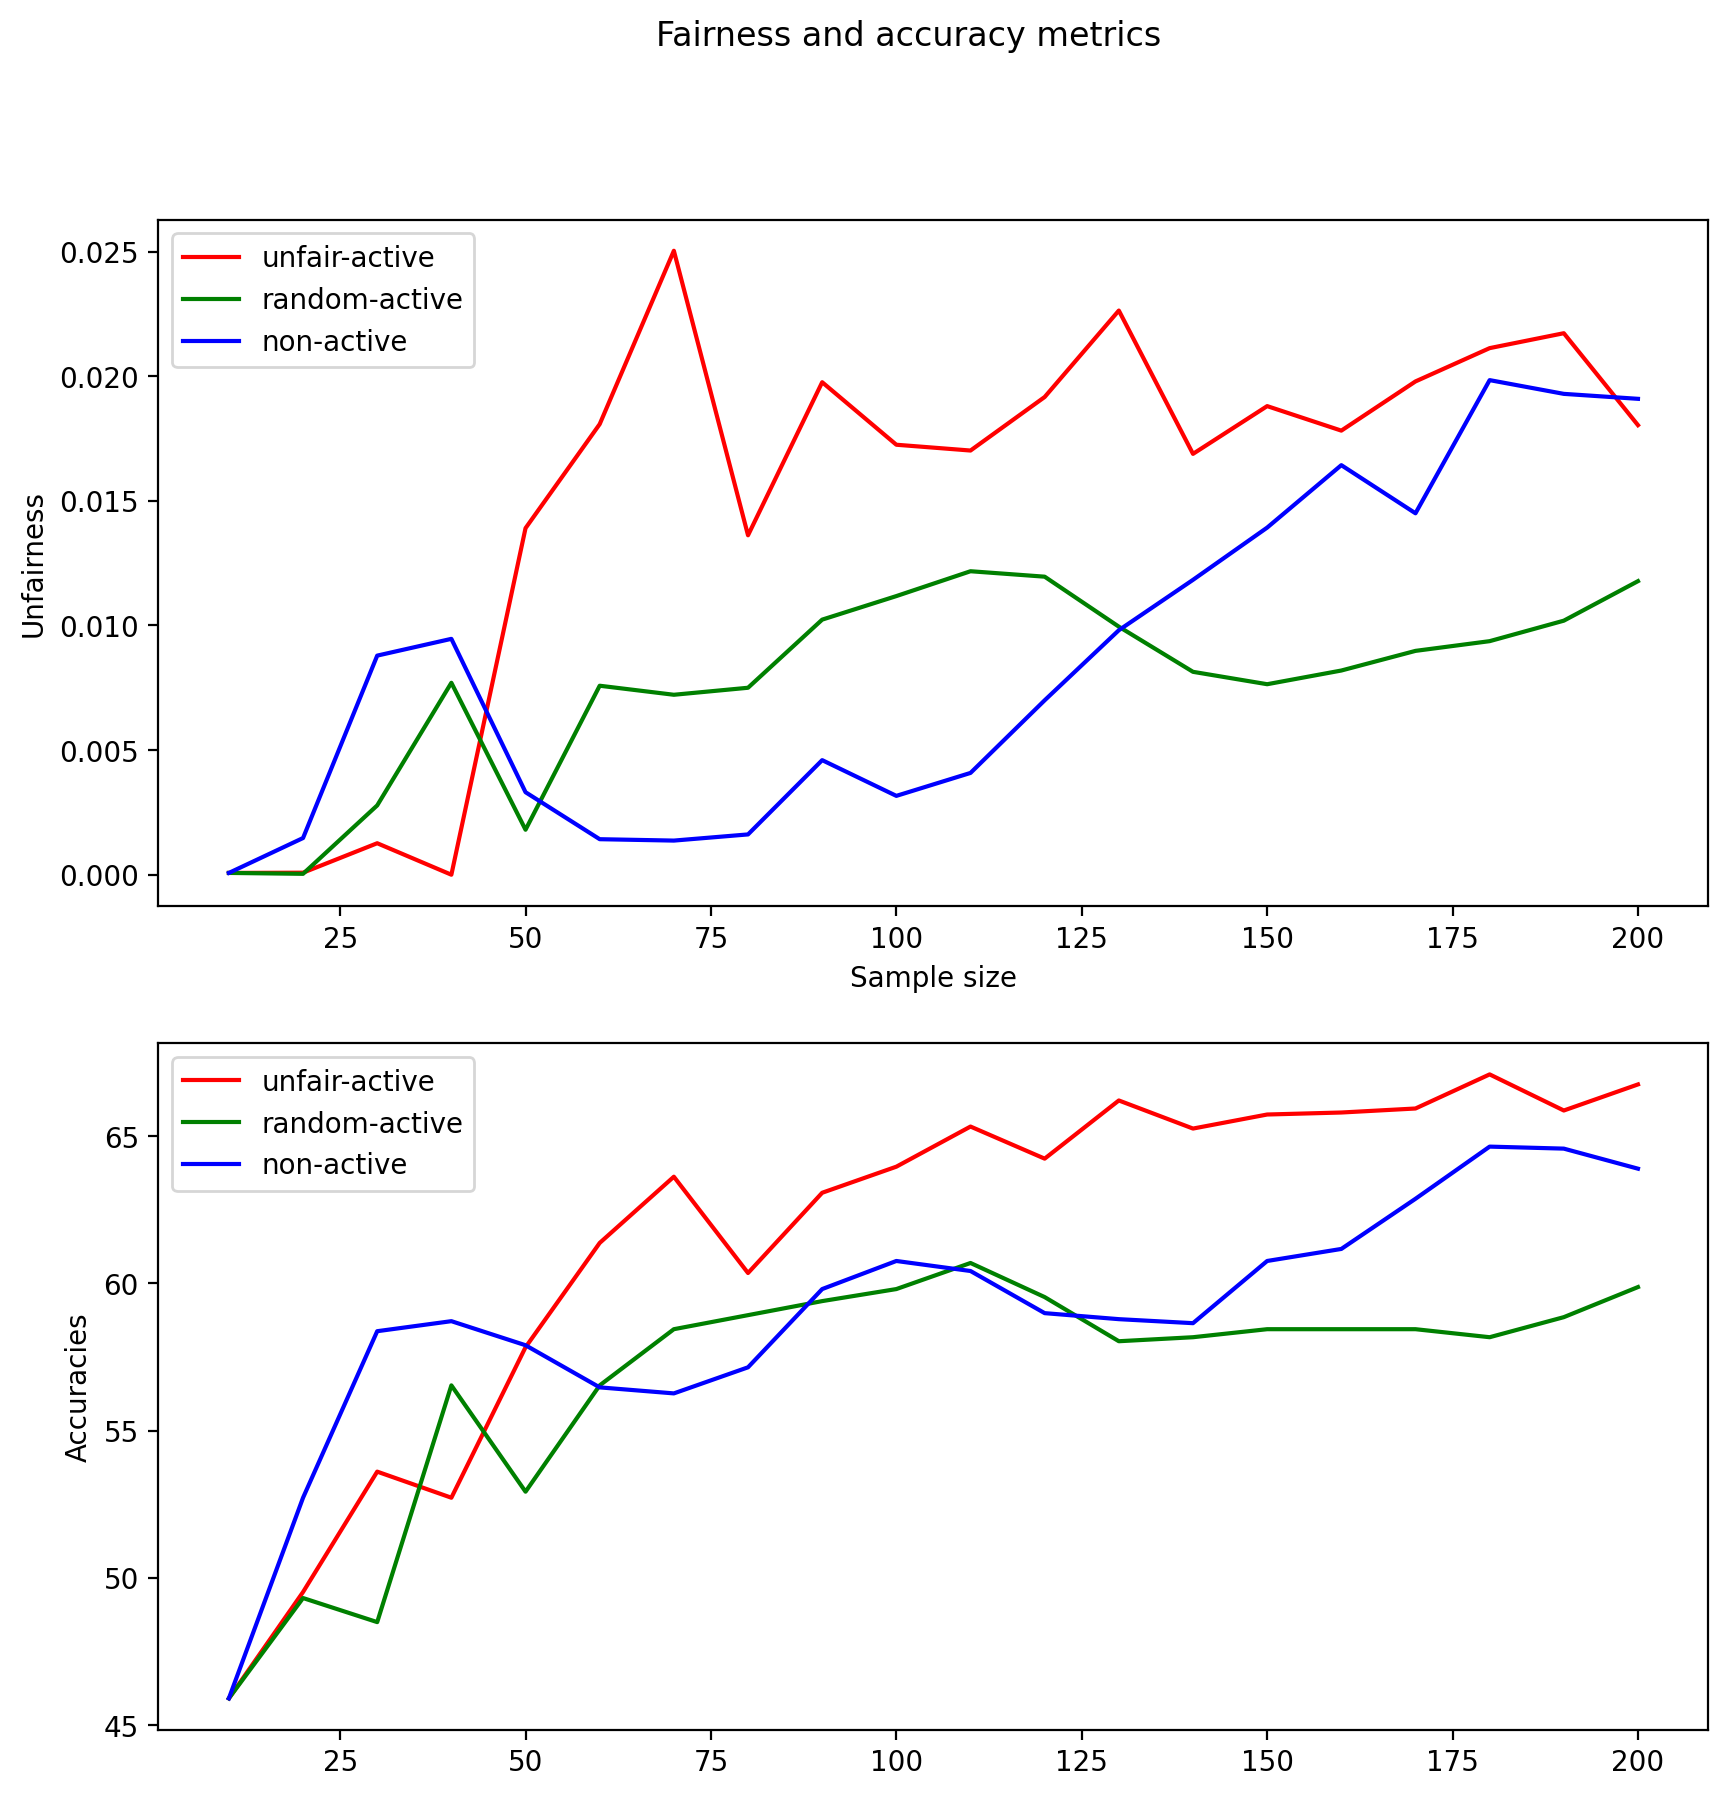 Fairness and accuracy metrics
unfair-active
random-active
non-active
0.025
0.020
0.015
0.010
0.005
0.000
Unfairness
25 50 75 100 125 150 175 200
Sample size
unfair-active
random-active
non-active
65
60
55
50
45
Accuracies
25 50 75 100 125 150 175 200